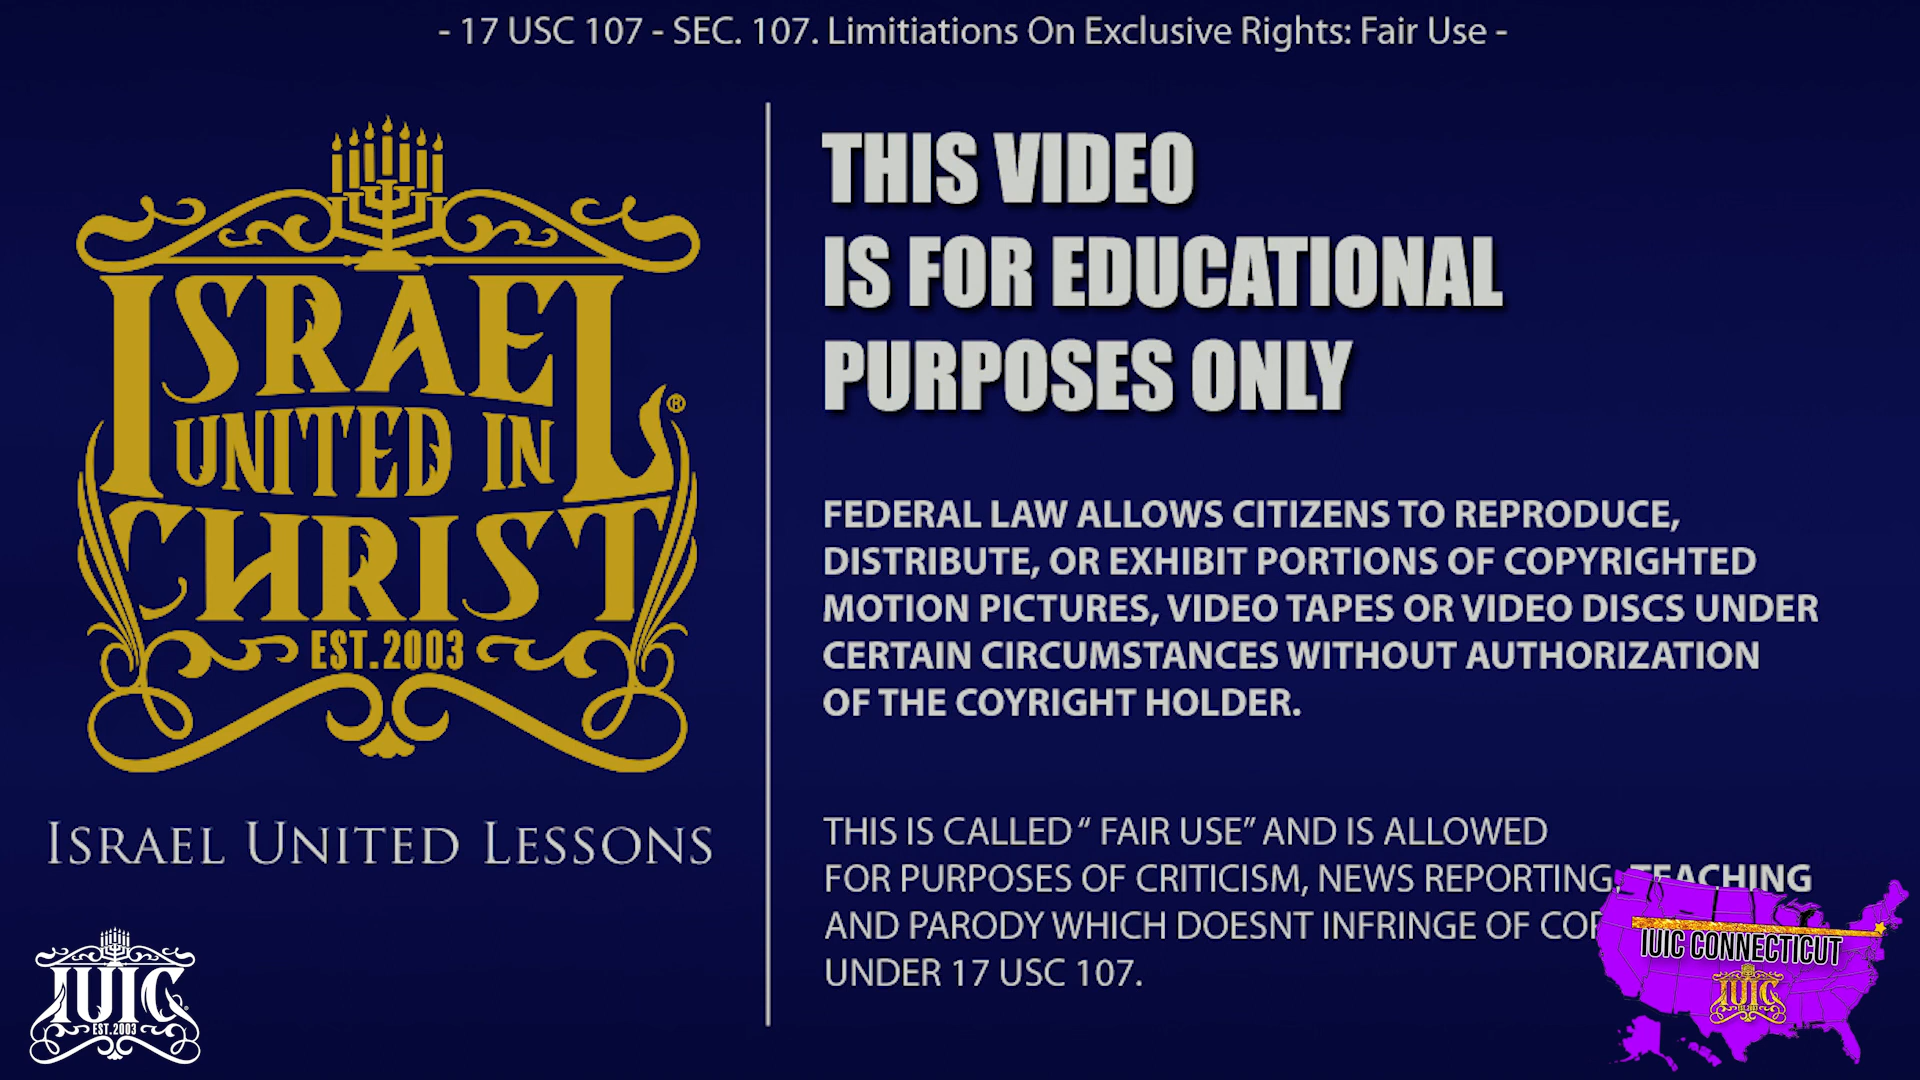 - 17 USC 107 - SEC. 107. Limitiations On Exclusive Rights: Fair Use -
ISRAEL
UNITED IN
CHRIST
®
EST.2003
ISRAEL UNITED LESSONS
THIS VIDEO
IS FOR EDUCATIONAL
PURPOSES ONLY
FEDERAL LAW ALLOWS CITIZENS TO REPRODUCE,
DISTRIBUTE, OR EXHIBIT PORTIONS OF COPYRIGHTED
MOTION PICTURES, VIDEO TAPES OR VIDEO DISCS UNDER
CERTAIN CIRCUMSTANCES WITHOUT AUTHORIZATION
OF THE COYRIGHT HOLDER.
THIS IS CALLED “ FAIR USE” AND IS ALLOWED
FOR PURPOSES OF CRITICISM, NEWS REPORTING, TEACHING
AND PARODY WHICH DOESNT INFRINGE OF
UNDER 17 USC 107.
IUIC
EST.2003
IUIC CONNECTICUT
IUIC